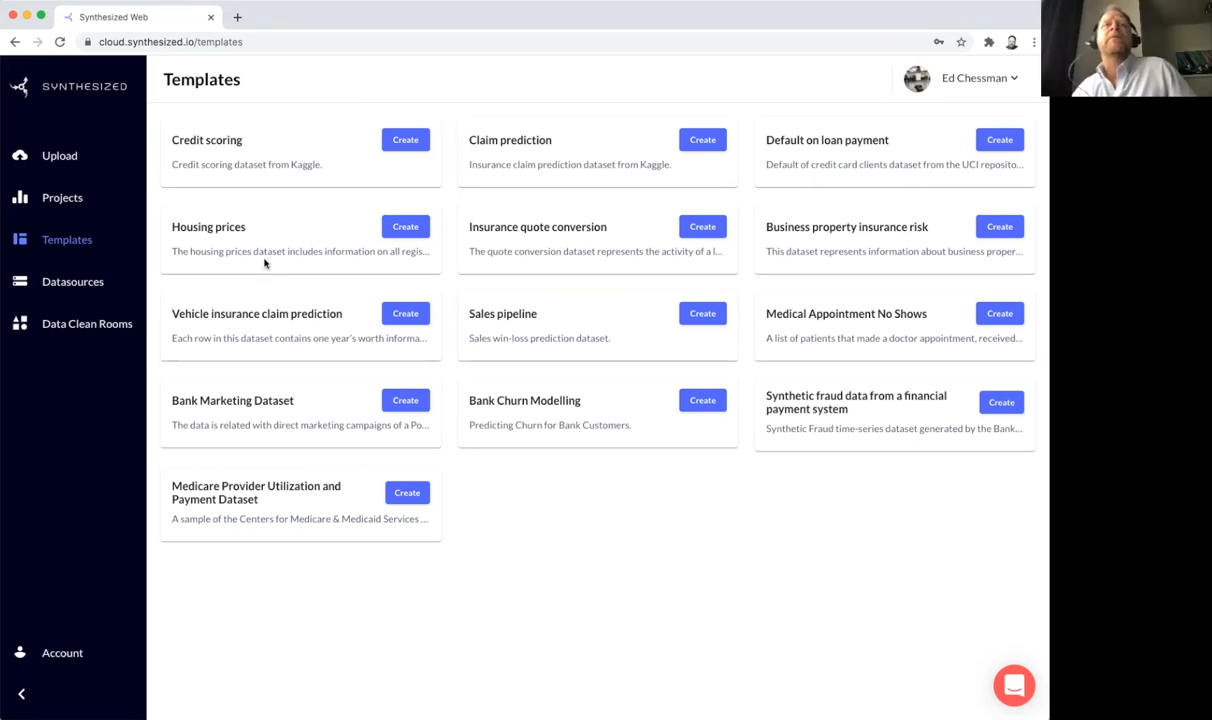 Synthesized Web
cloud.synthesized.io/templates
SYNTHESIZED
Upload
Projects
Templates
Datasources
Data Clean Rooms
Account
Templates
Ed Chessman
Credit scoring
Create
Credit scoring dataset from Kaggle.
Claim prediction
Create
Insurance claim prediction dataset from Kaggle.
Default on loan payment
Create
Default of credit card clients dataset from the UCI reposito...
Housing prices
Create
The housing prices dataset includes information on all regis...
Insurance quote conversion
Create
The quote conversion dataset represents the activity of a l...
Business property insurance risk
Create
This dataset represents information about business proper...
Vehicle insurance claim prediction
Create
Each row in this dataset contains one year's worth informa...
Sales pipeline
Create
Sales win-loss prediction dataset.
Medical Appointment No Shows
Create
A list of patients that made a doctor appointment, received...
Bank Marketing Dataset
Create
The data is related with direct marketing campaigns of a Po...
Bank Churn Modelling
Create
Predicting Churn for Bank Customers.
Synthetic fraud data from a financial
payment system
Create
Synthetic Fraud time-series dataset generated by the Bank...
Medicare Provider Utilization and
Payment Dataset
Create
A sample of the Centers for Medicare & Medicaid Services ...